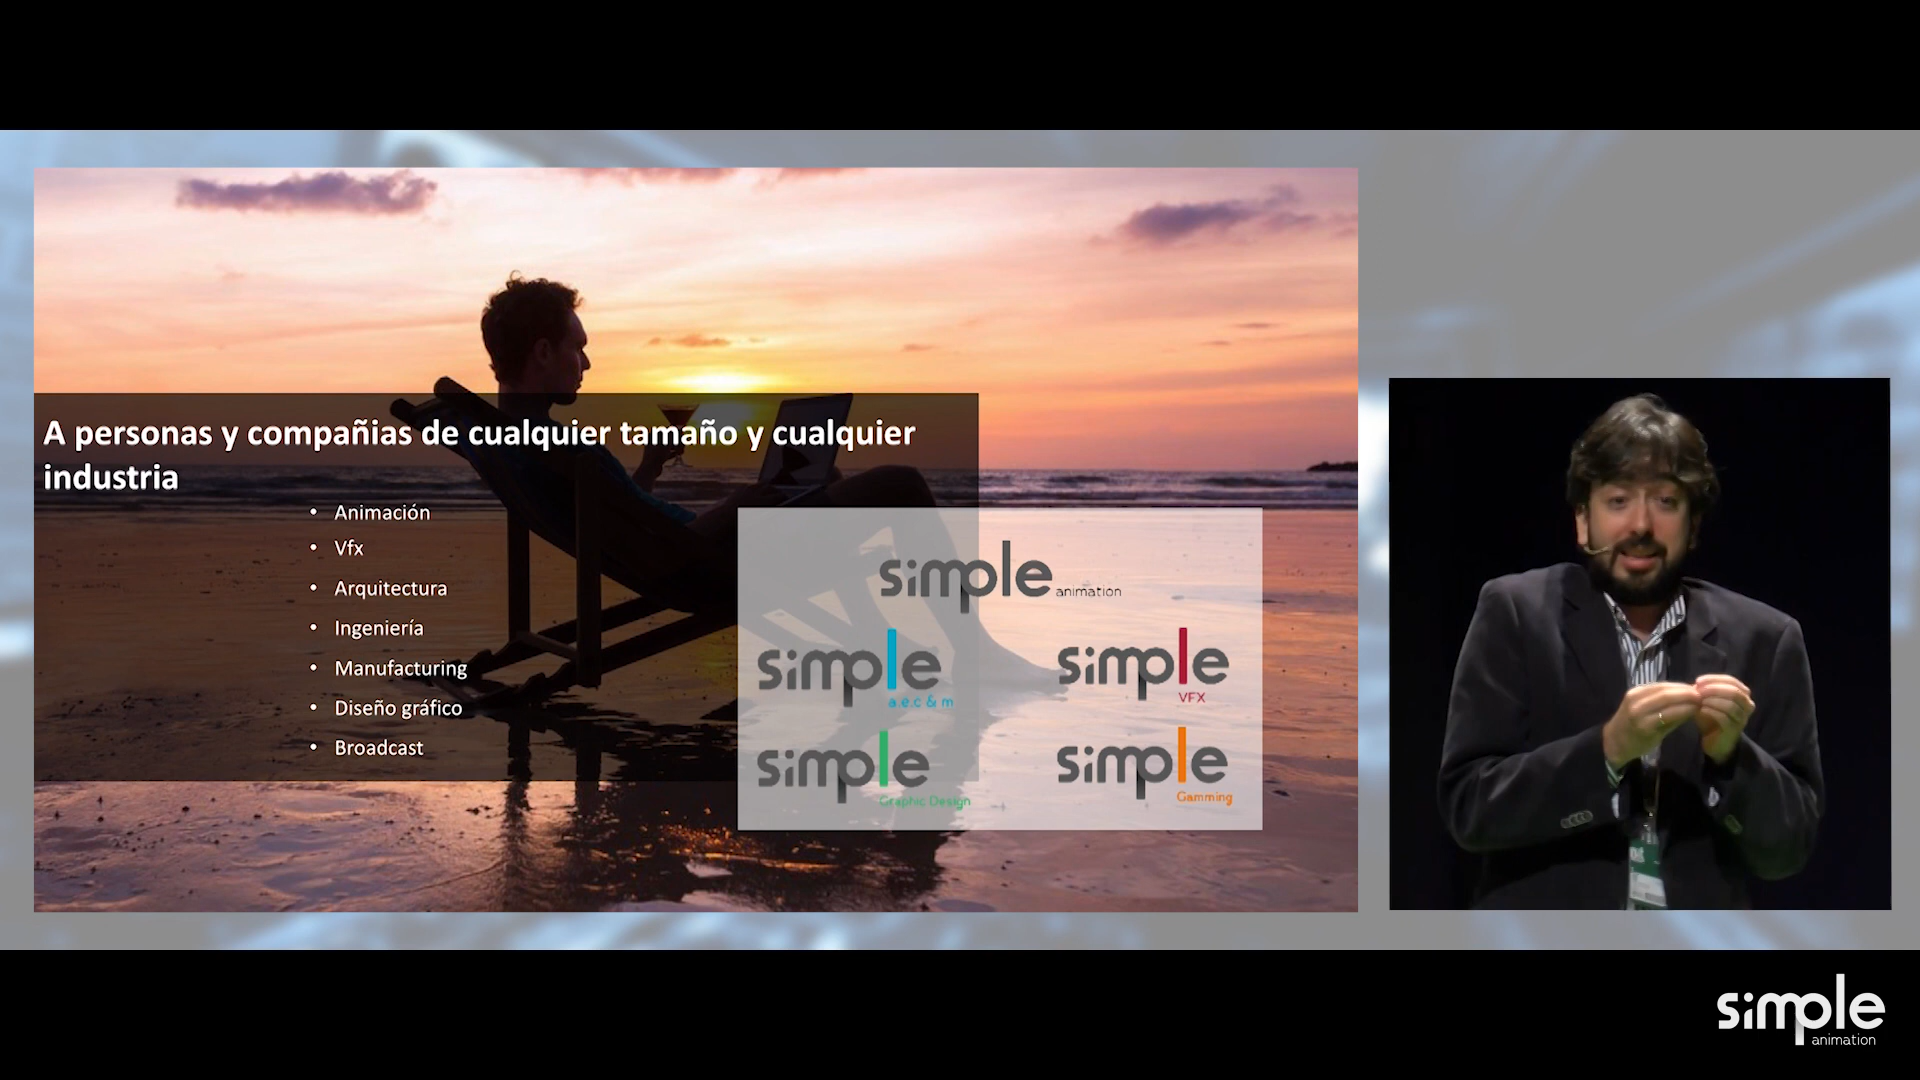 A personas y compañias de cualquier tamaño y cualquier
industria
• Animación
• Vfx
• Arquitectura
• Ingeniería
• Manufacturing
• Diseño gráfico
• Broadcast
simple
animation
simple
a.e.c & m
simple
VFX
simple
Graphic Design
simple
Gamming
simple
animation